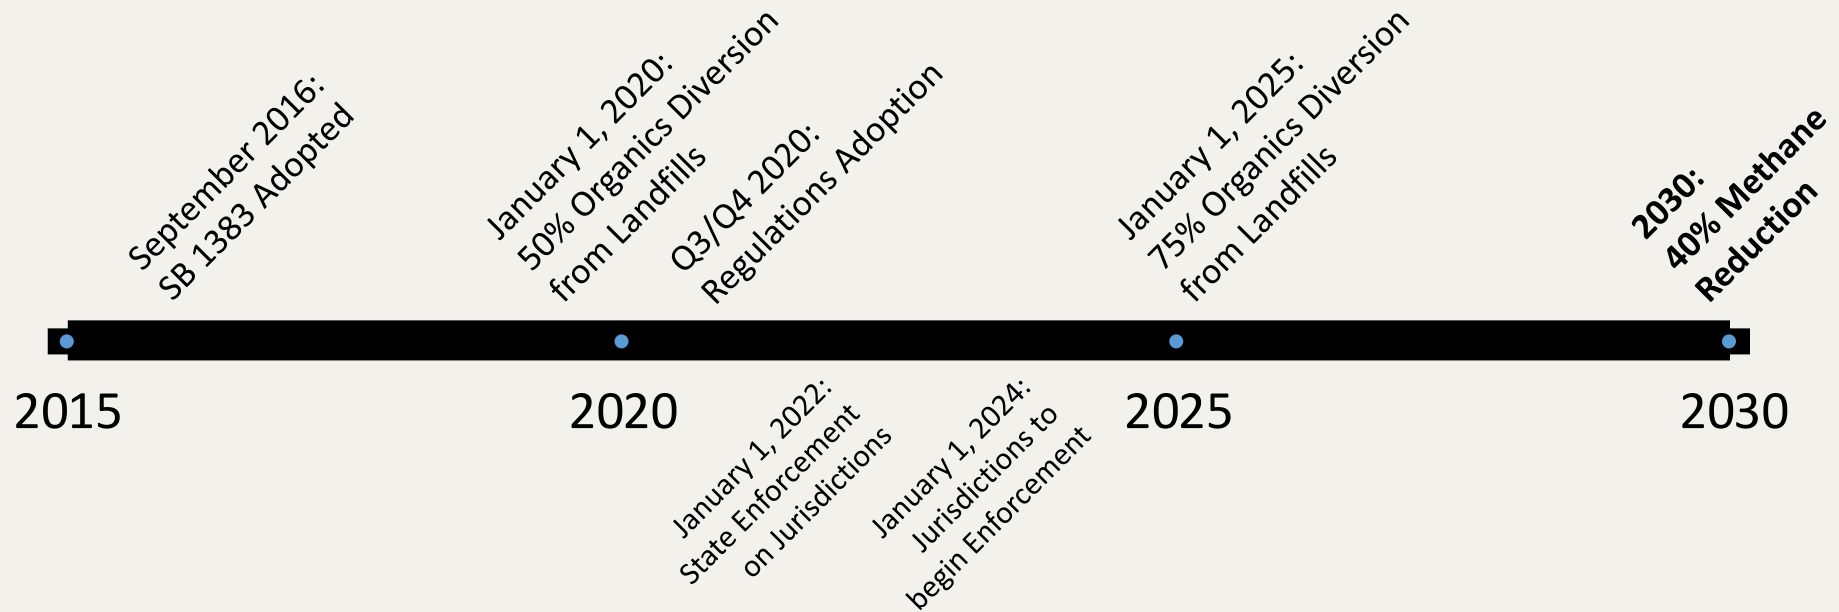 September 2016:
SB 1383 Adopted
January 1, 2020:
50% Organics Diversion
from Landfills
Q3/Q4 2020:
Regulations Adoption
January 1, 2025:
75% Organics Diversion
from Landfills
2030:
40% Methane
Reduction
2015
2020
2025
2030
January 1, 2022:
State Enforcement
on Jurisdictions
January 1, 2024:
Jurisdictions to
begin Enforcement